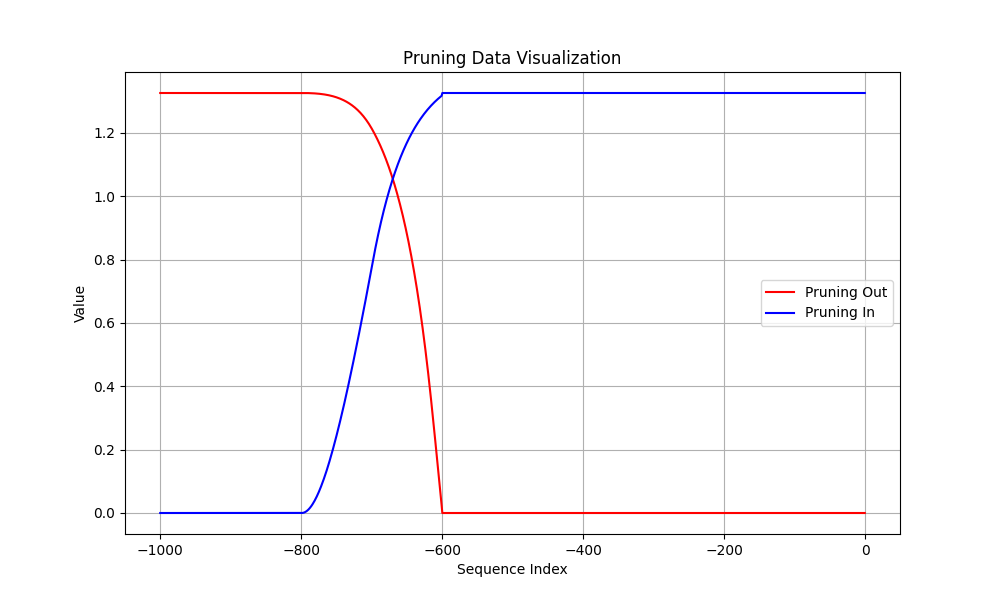 Pruning Data Visualization
Value
1.2
1.0
0.8
0.6
0.4
0.2
0.0
Pruning Out
Pruning In
−1000 −800 −600 −400 −200 0
Sequence Index